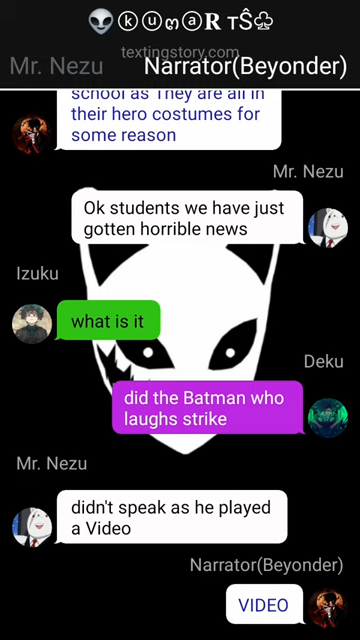 👽ⓚⓤოⓐ𝐑 тŜ♧
textingstory.com
Mr. Nezu Narrator(Beyonder)
school as They are all in
their hero costumes for
some reason
Mr. Nezu
Ok students we have just
gotten horrible news
Izuku
what is it
Deku
did the Batman who
laughs strike
Mr. Nezu
didn't speak as he played
a Video
Narrator(Beyonder)
VIDEO